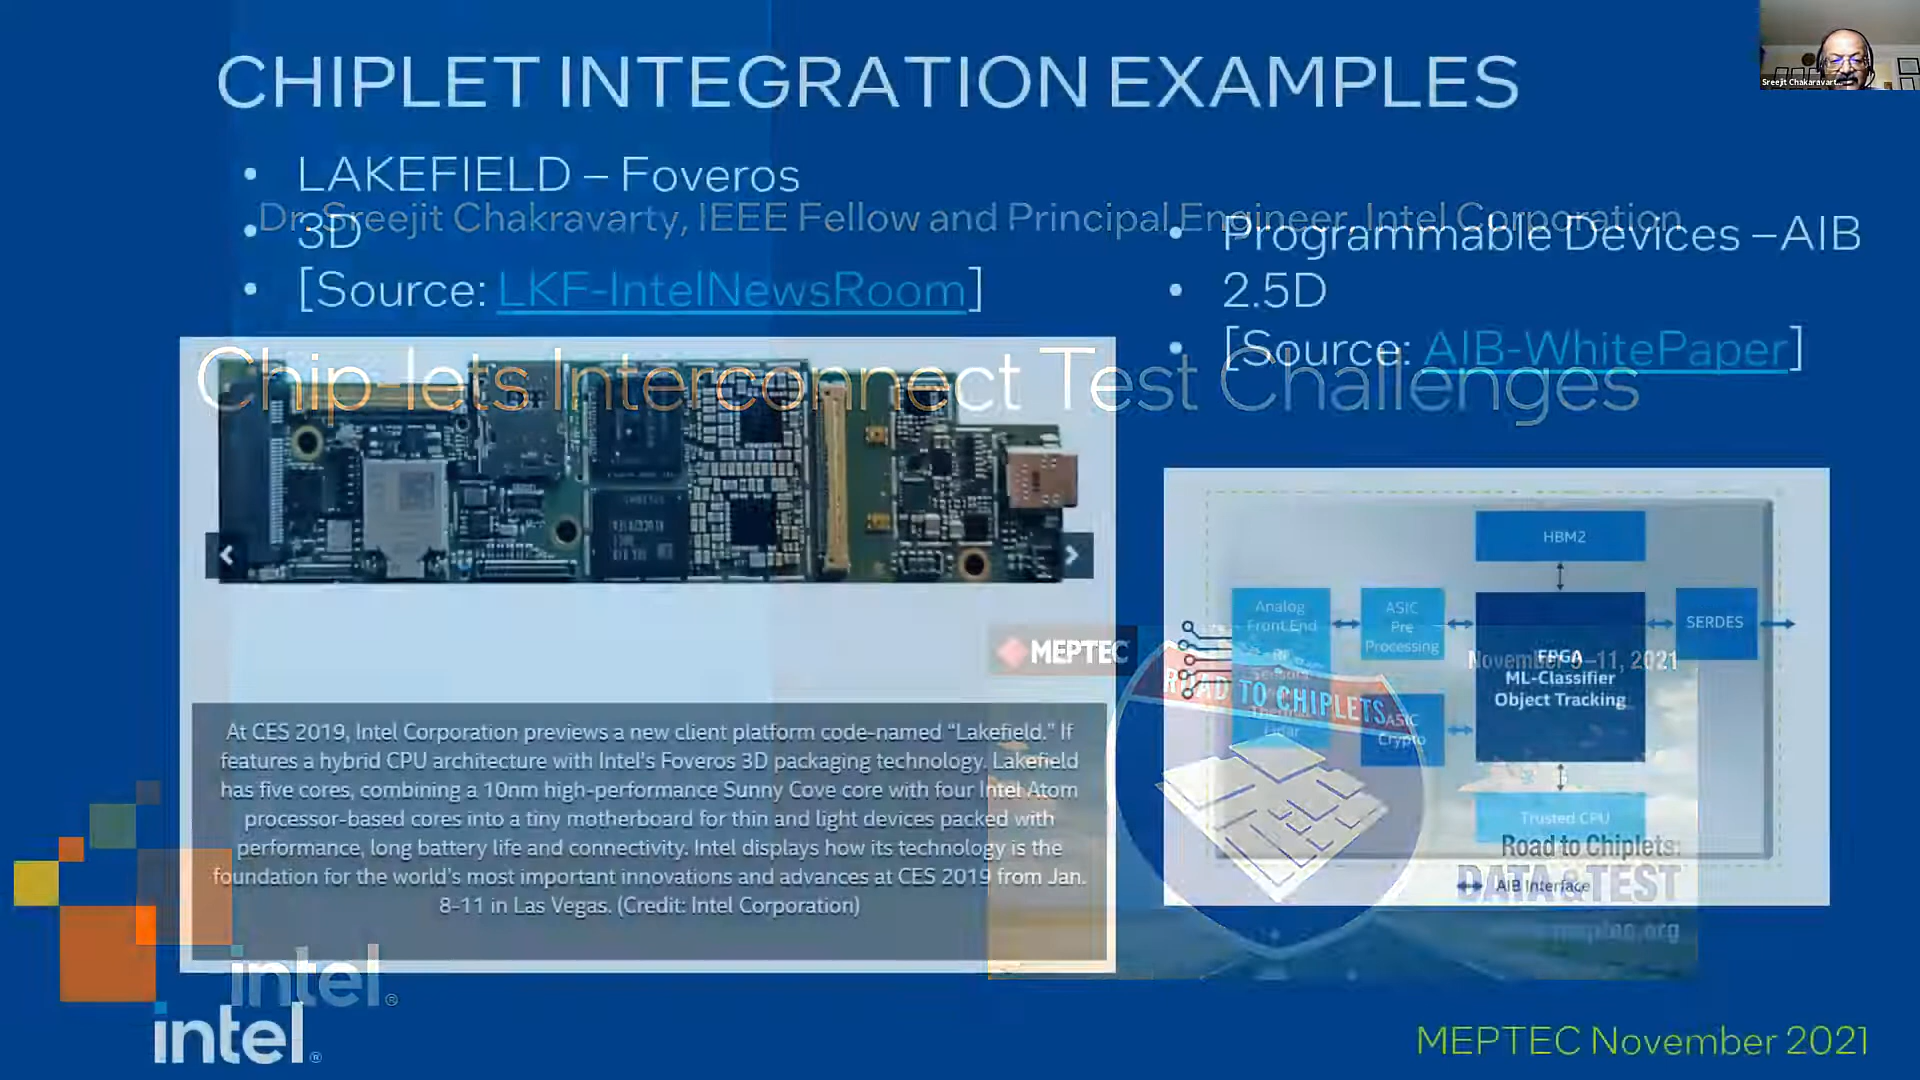 CHIPLET INTEGRATION EXAMPLES
Sreejit Chakaravart...
• LAKEFIELD – Foveros
Dr. Sreejit Chakravarty, IEEE Fellow and Principal Engineer, Intel Corporation
• 3D
• Programmable Devices –AIB
• [Source: LKF-IntelNewsRoom]
• 2.5D
• [Source: AIB-WhitePaper]
Chip-lets Interconnect Test Challenges
HBM2
Analog
Front End
ASIC
Pre
Processing
SERDES
FPGA
ML-Classifier
Object Tracking
RF
Sensors
Lidar
ASIC
Crypto
Trusted CPU
AIB Interface
MEPTEC
November 9–11, 2021
ROAD TO CHIPLETS
Road to Chiplets:
DATA & TEST
meptec.org
At CES 2019, Intel Corporation previews a new client platform code-named “Lakefield.” If
features a hybrid CPU architecture with Intel’s Foveros 3D packaging technology. Lakefield
has five cores, combining a 10nm high-performance Sunny Cove core with four Intel Atom
processor-based cores into a tiny motherboard for thin and light devices packed with
performance, long battery life and connectivity. Intel displays how its technology is the
foundation for the world’s most important innovations and advances at CES 2019 from Jan.
8-11 in Las Vegas. (Credit: Intel Corporation)
intel®
intel®
MEPTEC November 2021